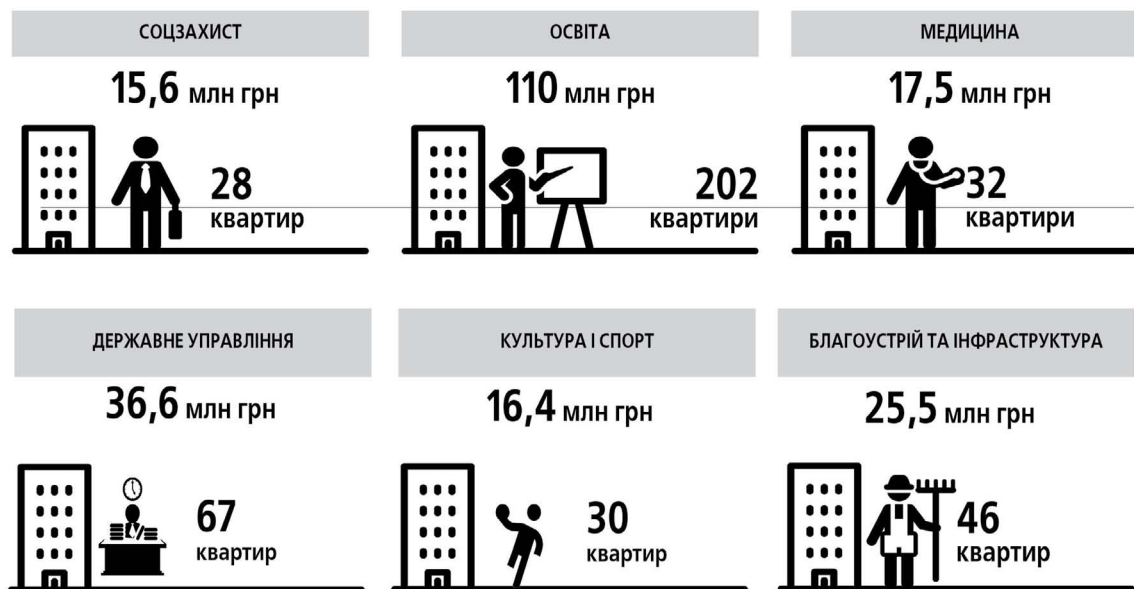 СОЦЗАХИСТ
15,6 млн грн
28
квартир
ОСВІТА
110 млн грн
202
квартири
МЕДИЦИНА
17,5 млн грн
32
квартири
ДЕРЖАВНЕ УПРАВЛІННЯ
36,6 млн грн
67
квартир
КУЛЬТУРА І СПОРТ
16,4 млн грн
30
квартир
БЛАГОУСТРІЙ ТА ІНФРАСТРУКТУРА
25,5 млн грн
46
квартир